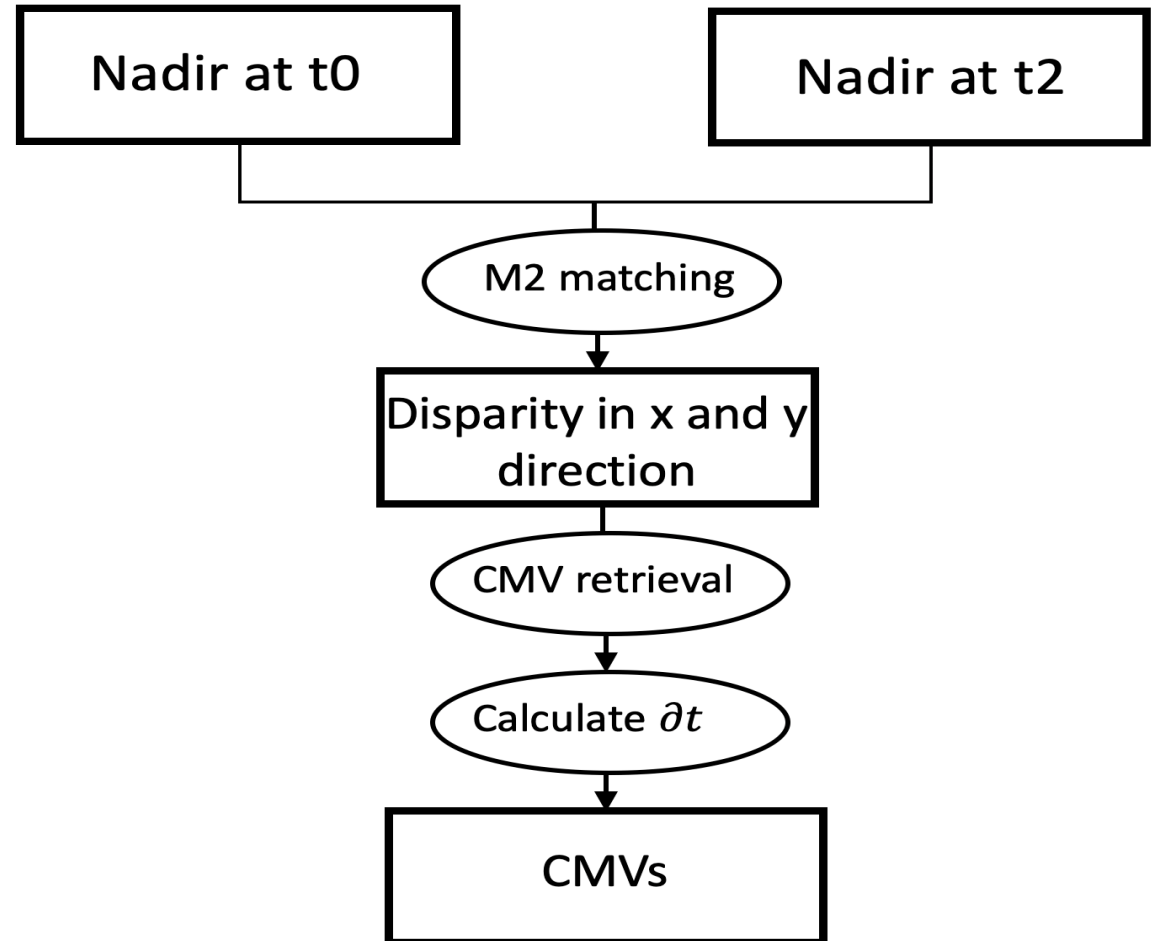 Nadir at t0
Nadir at t2
M2 matching
Disparity in x and y
direction
CMV retrieval
Calculate ∂t
CMVs